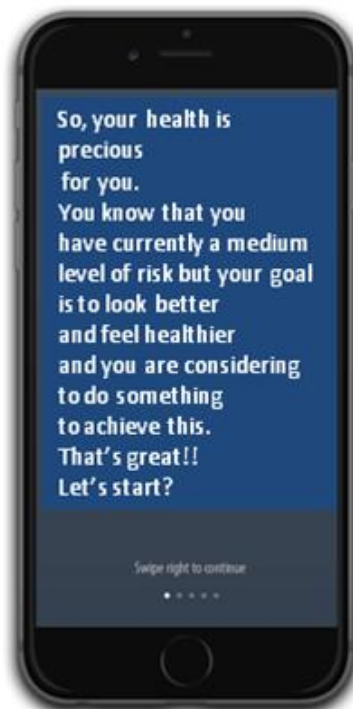 So, your health is
precious
for you.
You know that you
have currently a medium
level of risk but your goal
is to look better
and feel healthier
and you are considering
to do something
to achieve this.
That's great!!
Let's start?
Swipe right to continue